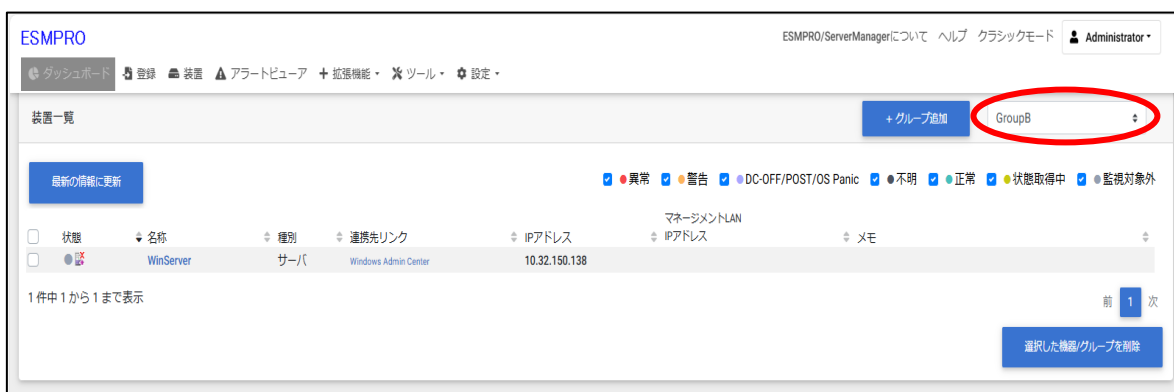 ESMPRO
ESMPRO/ServerManagerについて ヘルプ クラシックモード Administrator
ダッシュボード 登録 装置 アラートビューア 拡張機能 ツール 設定
装置一覧
+ グループ追加
GroupB
最新の情報に更新
異常 警告 DC-OFF/POST/OS Panic 不明 正常 状態取得中 監視対象外
状態 名称 種別 連携先リンク IPアドレス マネージメントLAN
IPアドレス メモ
WinServer サーバ Windows Admin Center 10.32.150.138
1 件中 1 から 1 まで表示
前 1 次
選択した機器/グループを削除